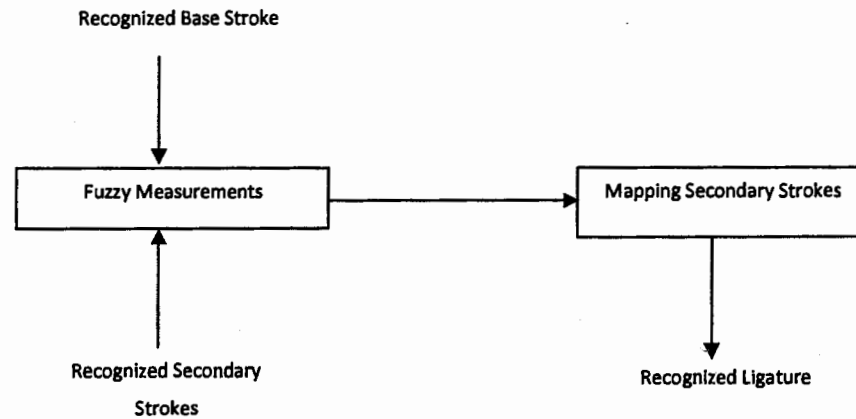 Recognized Base Stroke
Fuzzy Measurements
Mapping Secondary Strokes
Recognized Secondary
Strokes
Recognized Ligature